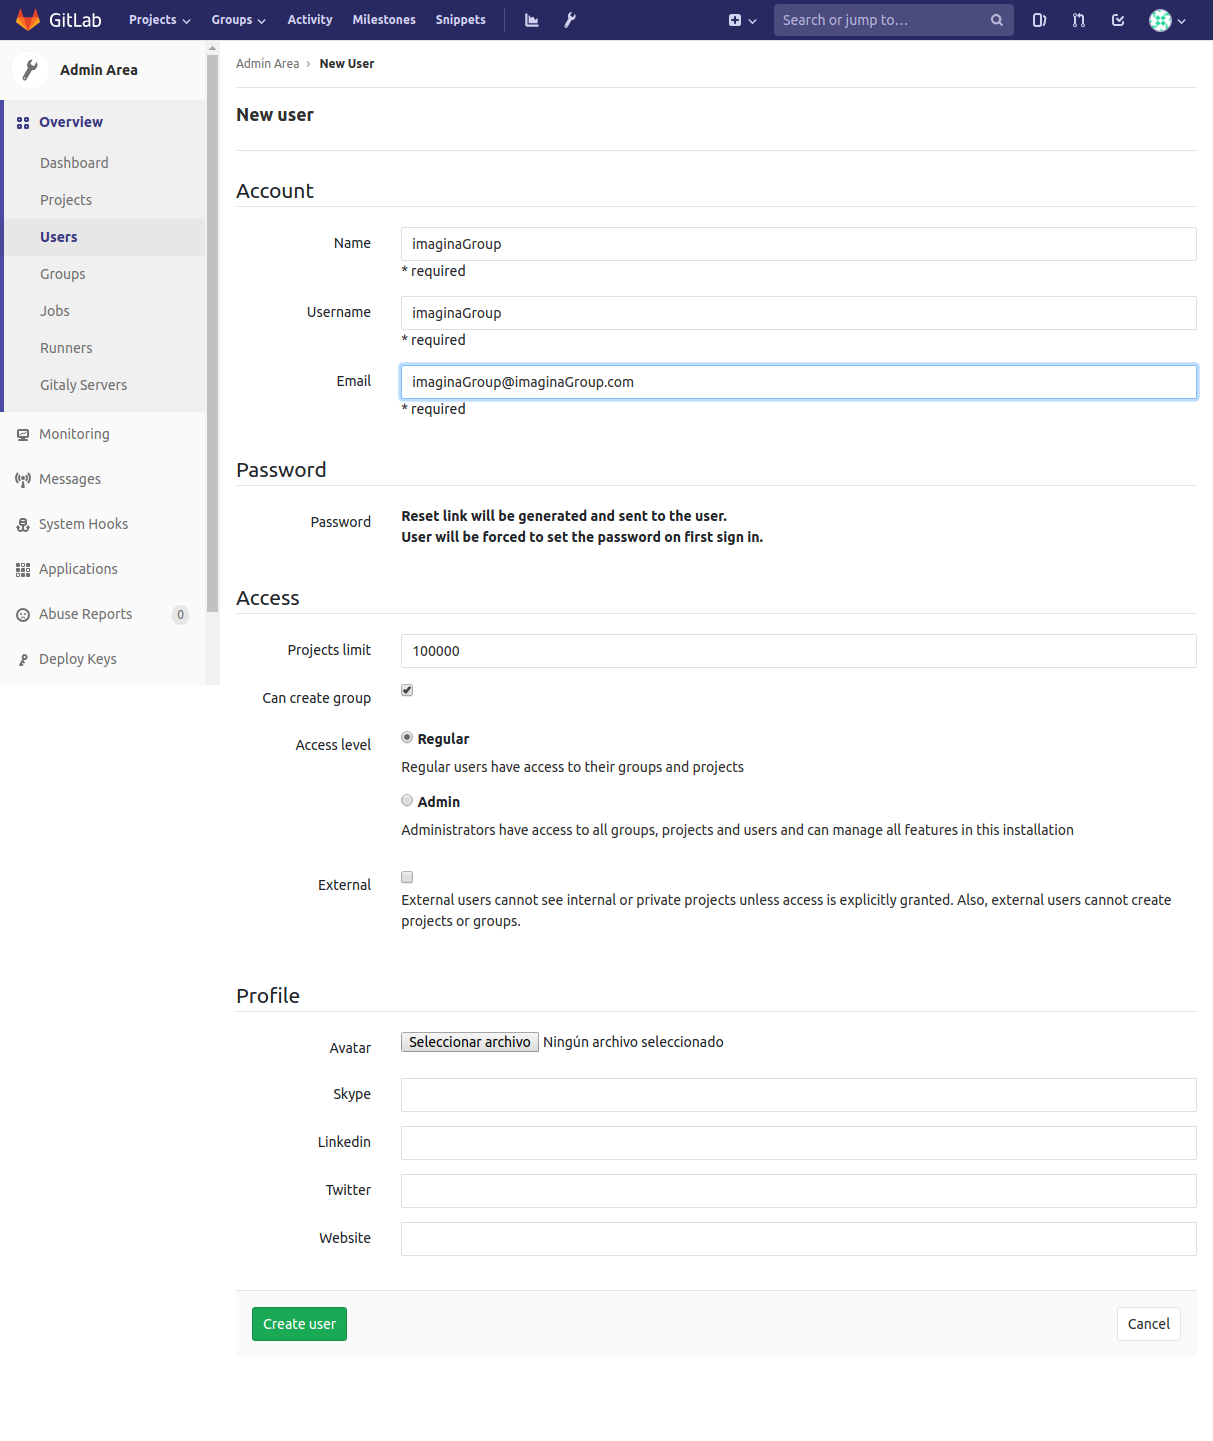 GitLab Projects Groups Activity Milestones Snippets Search or jump to...
Admin Area
Overview
Dashboard
Projects
Users
Groups
Jobs
Runners
Gitaly Servers
Monitoring
Messages
System Hooks
Applications
Abuse Reports 0
Deploy Keys
Admin Area > New User
New user
Account
Name imaginaGroup
* required
Username imaginaGroup
* required
Email imaginaGroup@imaginaGroup.com
* required
Password
Password Reset link will be generated and sent to the user.
User will be forced to set the password on first sign in.
Access
Projects limit 100000
Can create group
Access level Regular
Regular users have access to their groups and projects
Admin
Administrators have access to all groups, projects and users and can manage all features in this installation
External
External users cannot see internal or private projects unless access is explicitly granted. Also, external users cannot create
projects or groups.
Profile
Avatar Seleccionar archivo Ningún archivo seleccionado
Skype
Linkedin
Twitter
Website
Create user Cancel